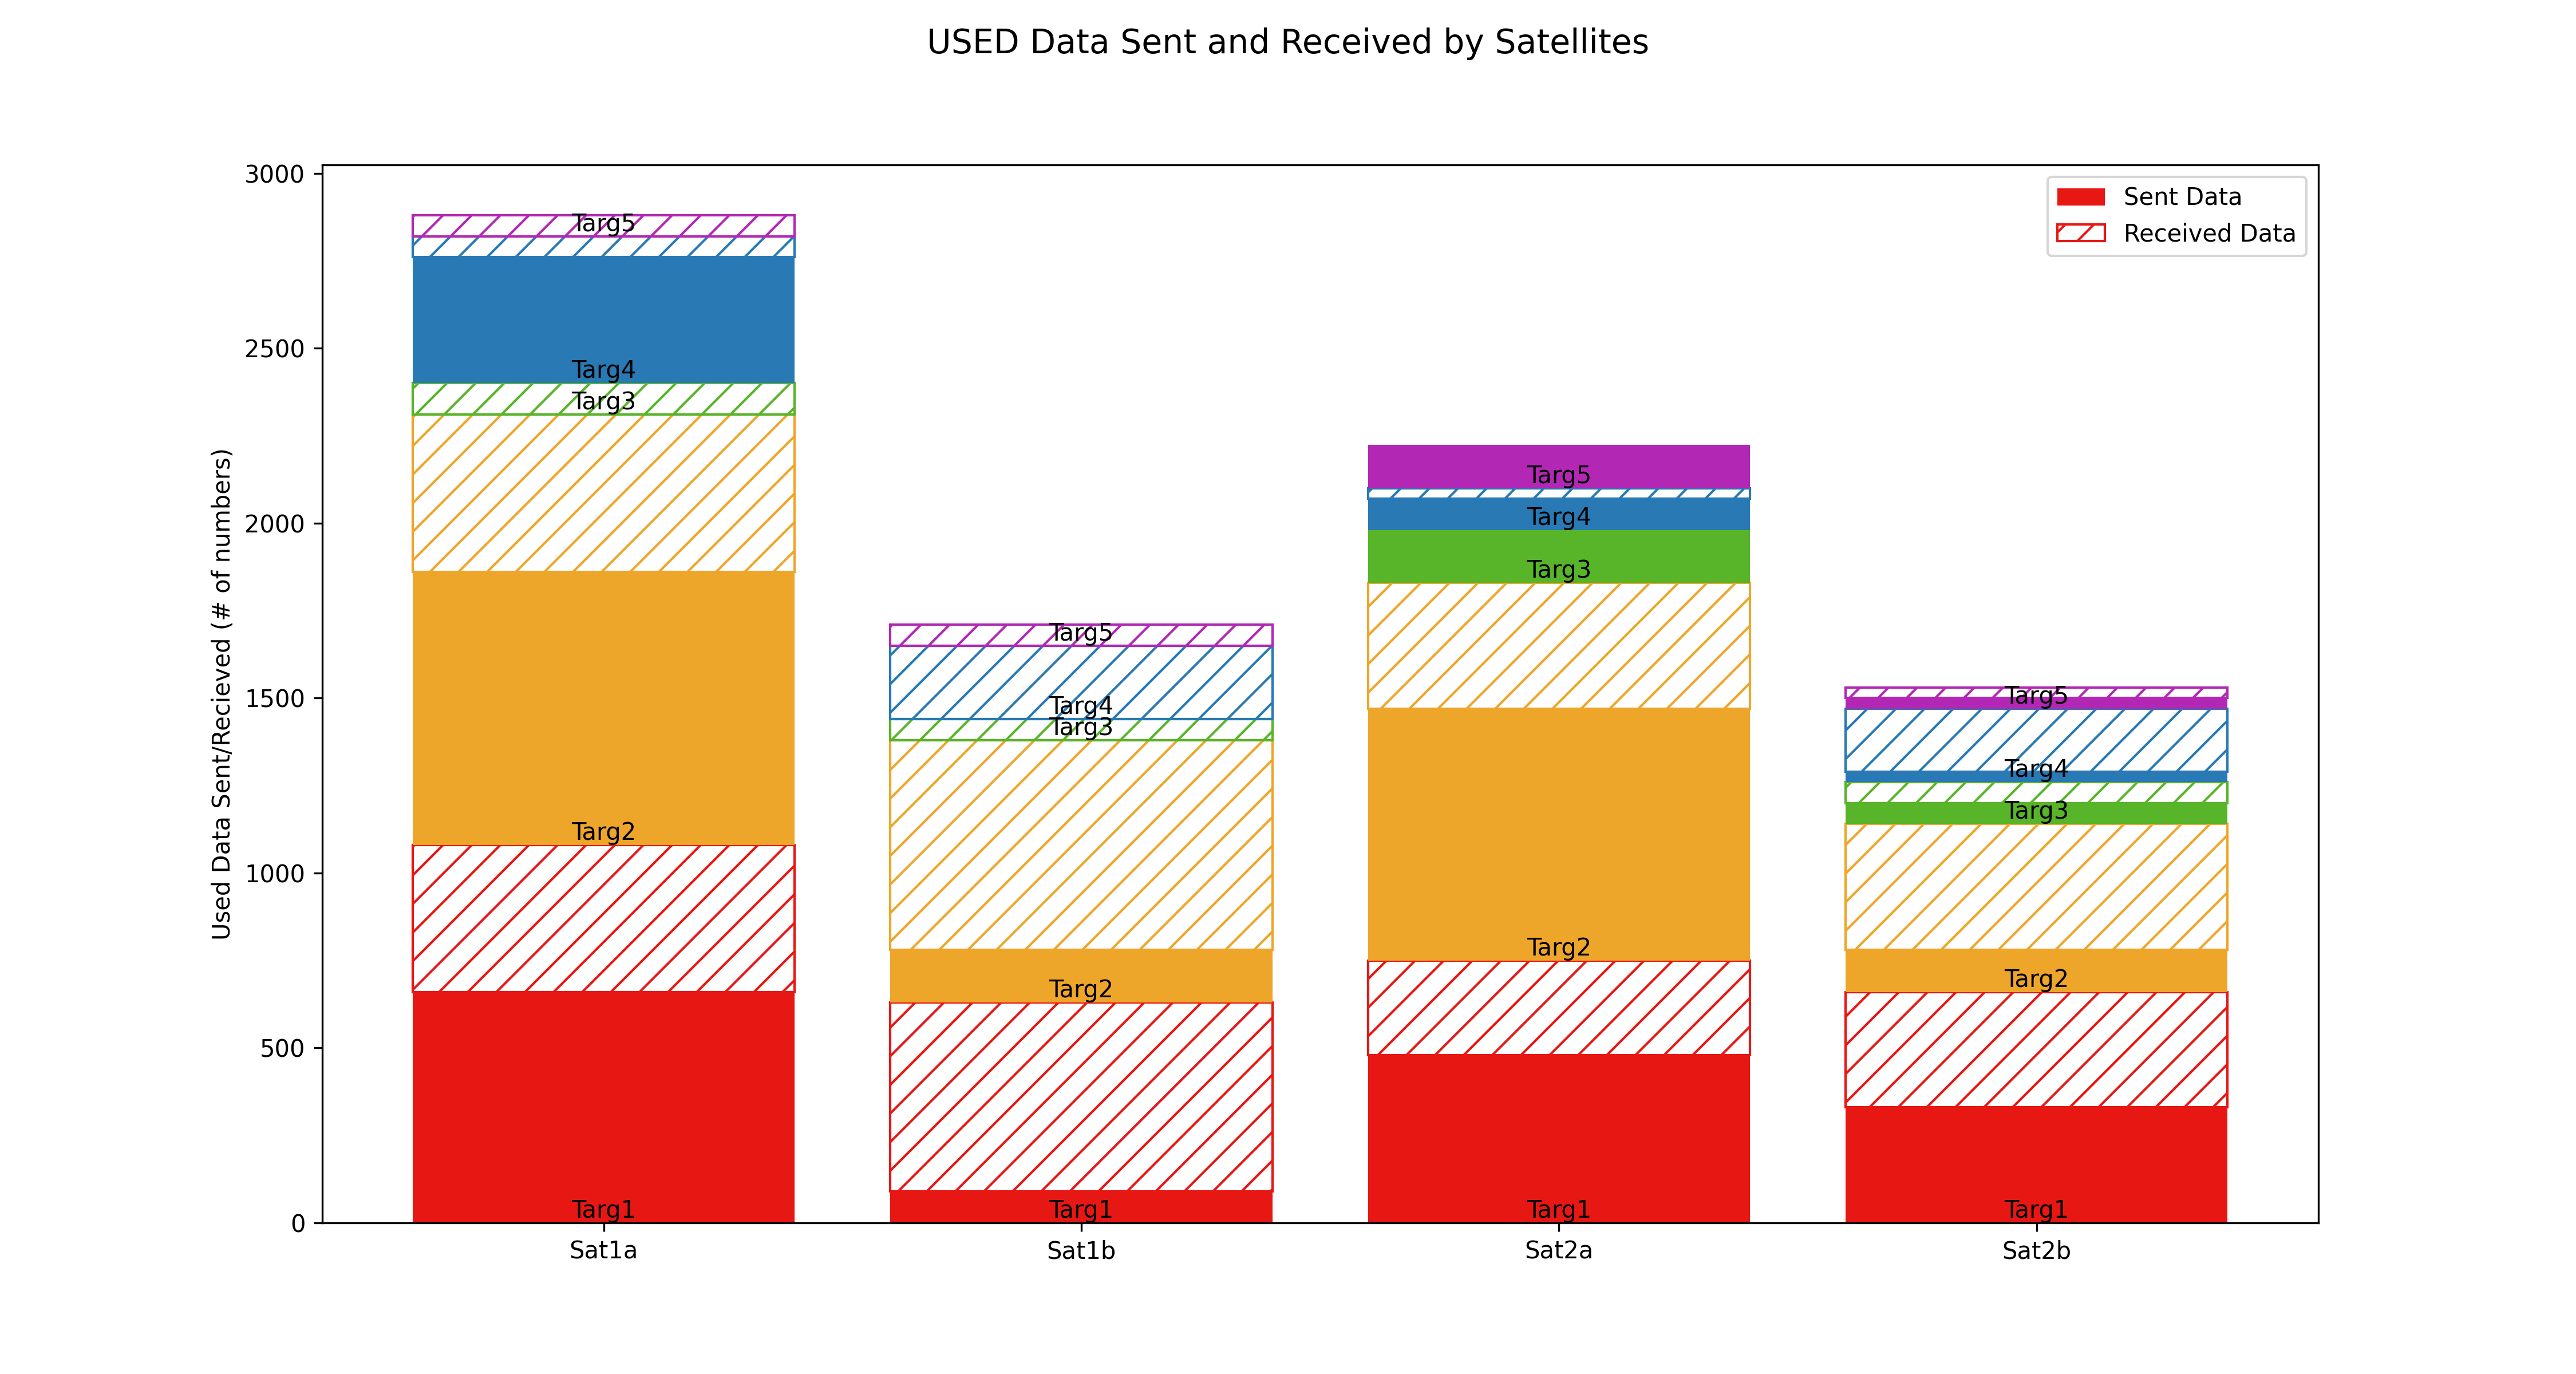 USED Data Sent and Received by Satellites
Sent Data
Received Data
Used Data Sent/Recieved (# of numbers)
3000
2500
2000
1500
1000
500
0
Targ5
Targ4
Targ3
Targ2
Targ1
Targ5
Targ4
Targ3
Targ2
Targ1
Targ5
Targ4
Targ3
Targ2
Targ1
Targ5
Targ4
Targ3
Targ2
Targ1
Sat1a
Sat1b
Sat2a
Sat2b